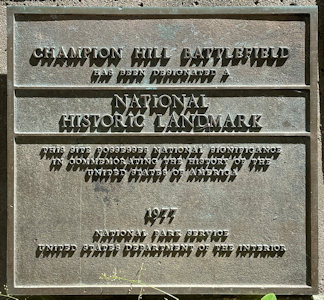 CHAMPION HILL BATTLEFIELD
HAS BEEN DESIGNATED A
NATIONAL
HISTORIC LANDMARK
THIS SITE POSSESSES NATIONAL SIGNIFICANCE
IN COMMEMORATING THE HISTORY OF THE
UNITED STATES OF AMERICA
1977
NATIONAL PARK SERVICE
UNITED STATES DEPARTMENT OF THE INTERIOR